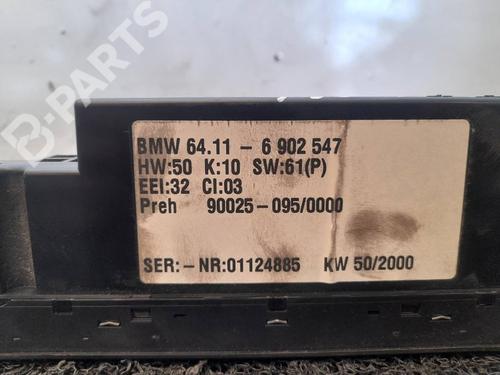 B-PARTS
BMW 64.11 - 6 902 547
HW:50 K:10 SW:61(P)
EEI:32 CI:03
Preh 90025-095/0000
SER:-NR:01124885 KW 50/2000